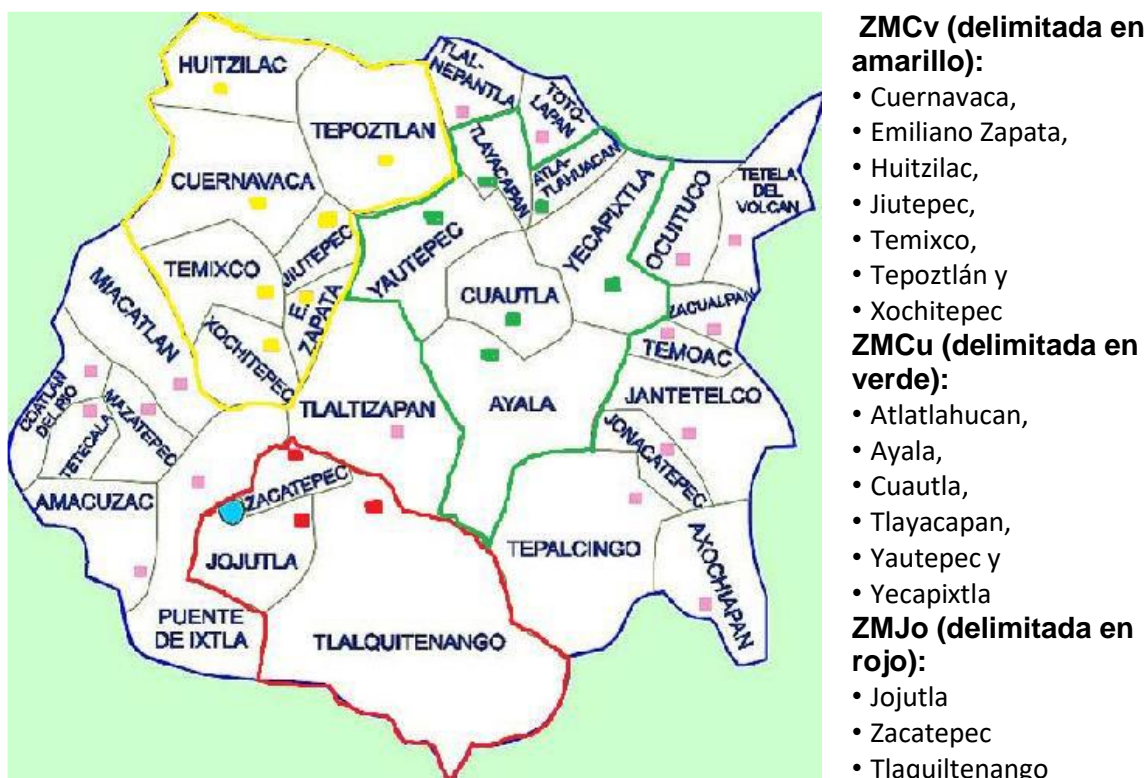 HUITZILAC
TEPOZTLAN
CUERNAVACA
TLAL-
NEPANTLA
TOTO-
LAPAN
TLAYACAPAN
ATLA-
TLAHUACAN
YECAPIXTLA
OCUITUCO
TETELA
DEL
VOLCAN
TEMIXCO
JIUTEPEC
E.
ZAPATA
XOCHITEPEC
YAUTEPEC
CUAUTLA
ZACUALPAN
TEMOAC
MIACATLAN
COATLAN
DEL RIO
TETECALA
MAZATEPEC
TLALTIZAPAN
AYALA
JANTETELCO
JONACATEPEC
AMACUZAC
ZACATEPEC
JOJUTLA
TEPALCINGO
AXOCHIAPAN
PUENTE
DE IXTLA
TLALQUITENANGO
ZMCv (delimitada en
amarillo):
• Cuernavaca,
• Emiliano Zapata,
• Huitzilac,
• Jiutepec,
• Temixco,
• Tepoztlán y
• Xochitepec
ZMCu (delimitada en
verde):
• Atlatlahucan,
• Ayala,
• Cuautla,
• Tlayacapan,
• Yautepec y
• Yecapixtla
ZMJo (delimitada en
rojo):
• Jojutla
• Zacatepec
• Tlaquiltenango